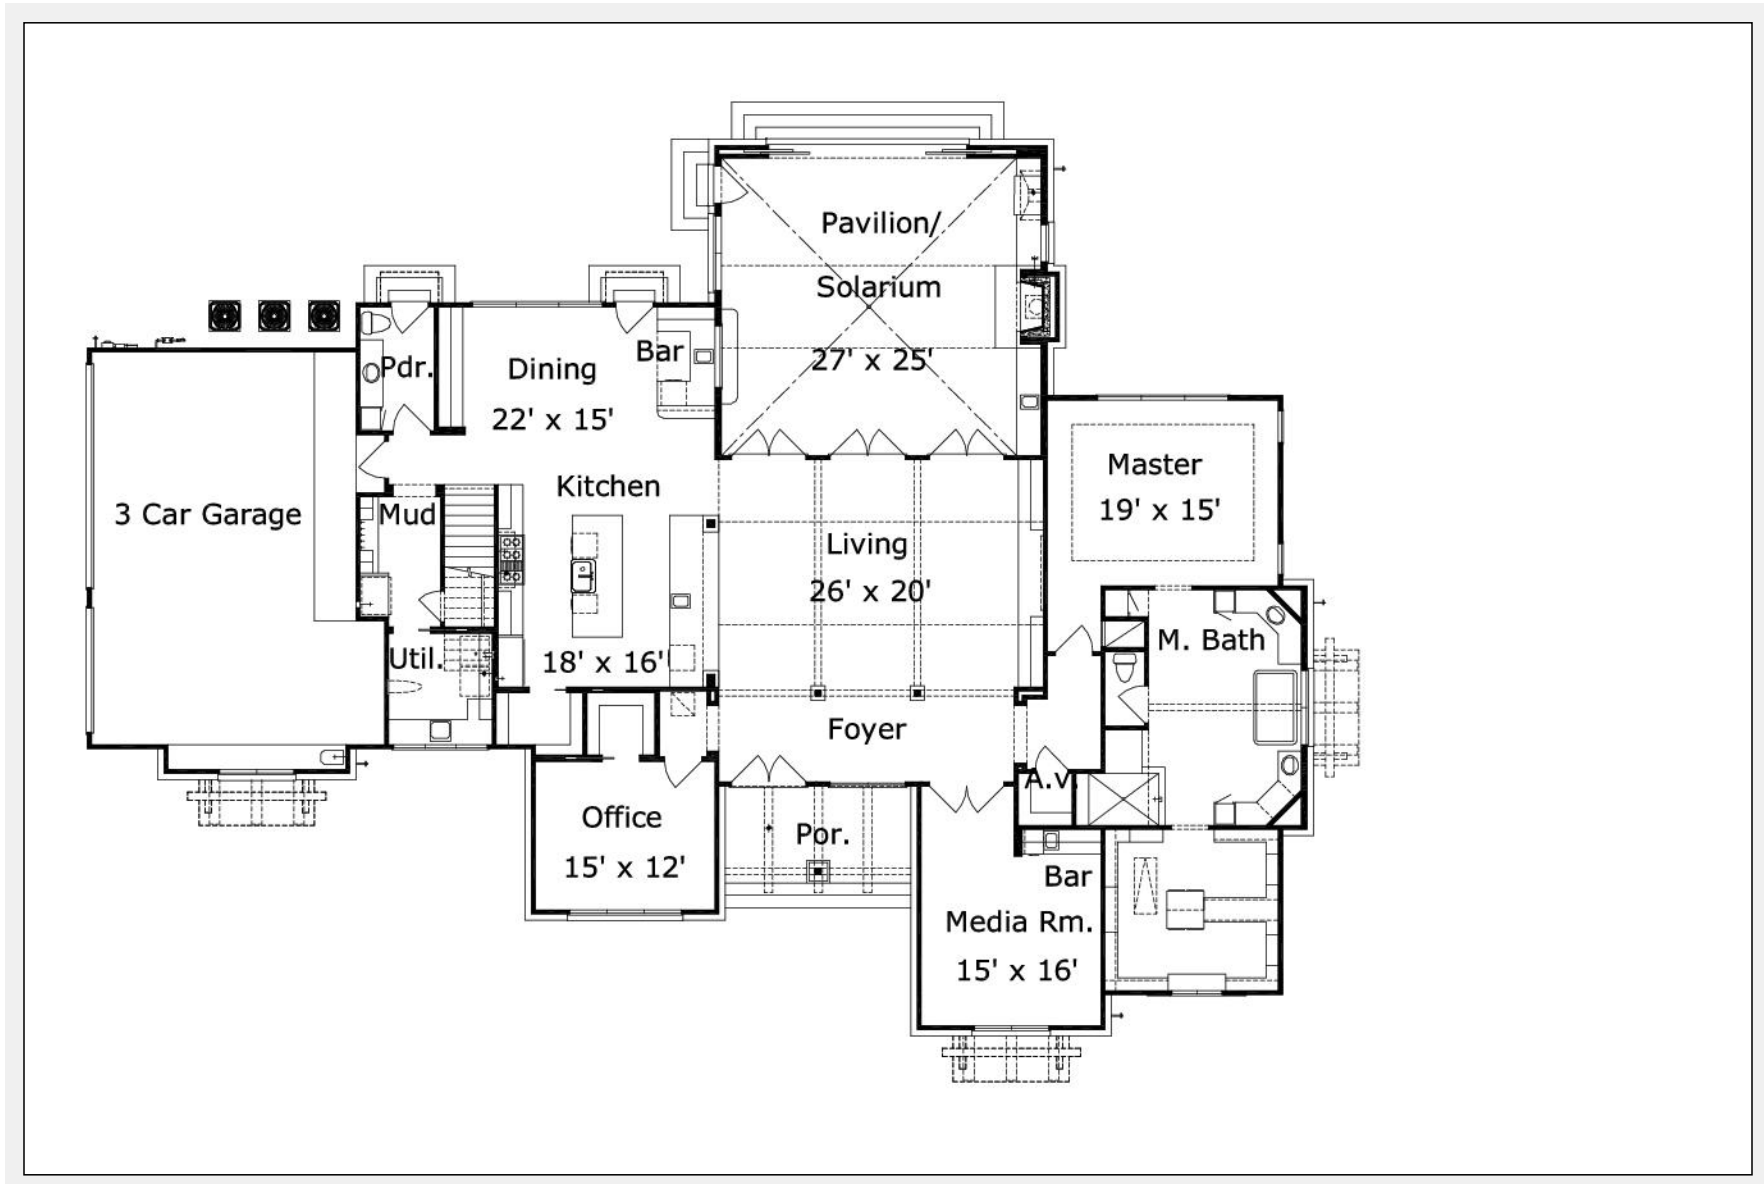 Pavilion/
Solarium
27' x 25'
Pdr.
Dining
22' x 15'
Bar
3 Car Garage
Mud
Kitchen
18' x 16'
Util.
Living
26' x 20'
Master
19' x 15'
M. Bath
Foyer
A.v.
Office
15' x 12'
Por.
Bar
Media Rm.
15' x 16'